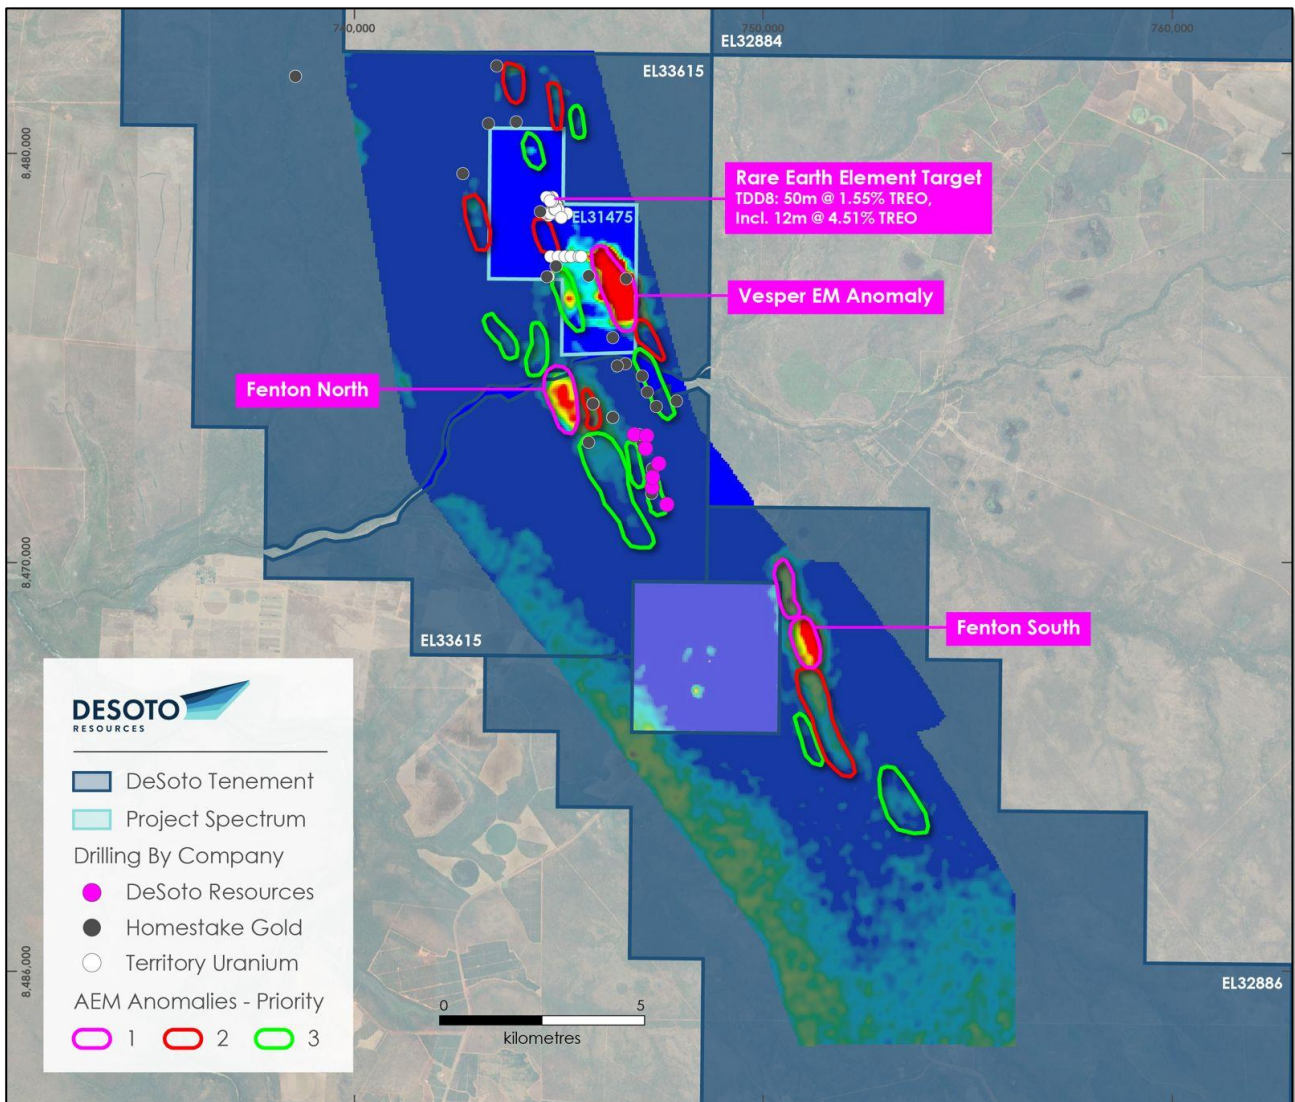 740,000
750,000
760,000
EL32884
EL33615
8,480,000
Rare Earth Element Target
TDD8: 50m @ 1.55% TREO,
Incl. 12m @ 4.51% TREO
EL31475
Vesper EM Anomaly
Fenton North
8,470,000
Fenton South
EL33615
DESOTO
RESOURCES
DeSoto Tenement
Project Spectrum
Drilling By Company
DeSoto Resources
Homestake Gold
Territory Uranium
AEM Anomalies - Priority
1 2 3
8,486,000
0 5
kilometres
EL32886